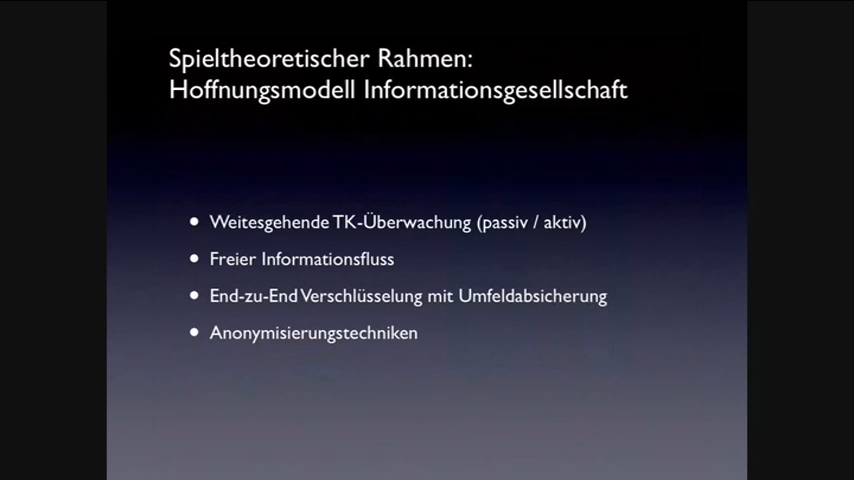 Spieltheoretischer Rahmen:
Hoffnungsmodell Informationsgesellschaft
• Weitesgehende TK-Überwachung (passiv / aktiv)
• Freier Informationsfluss
• End-zu-End Verschlüsselung mit Umfeldabsicherung
• Anonymisierungstechniken